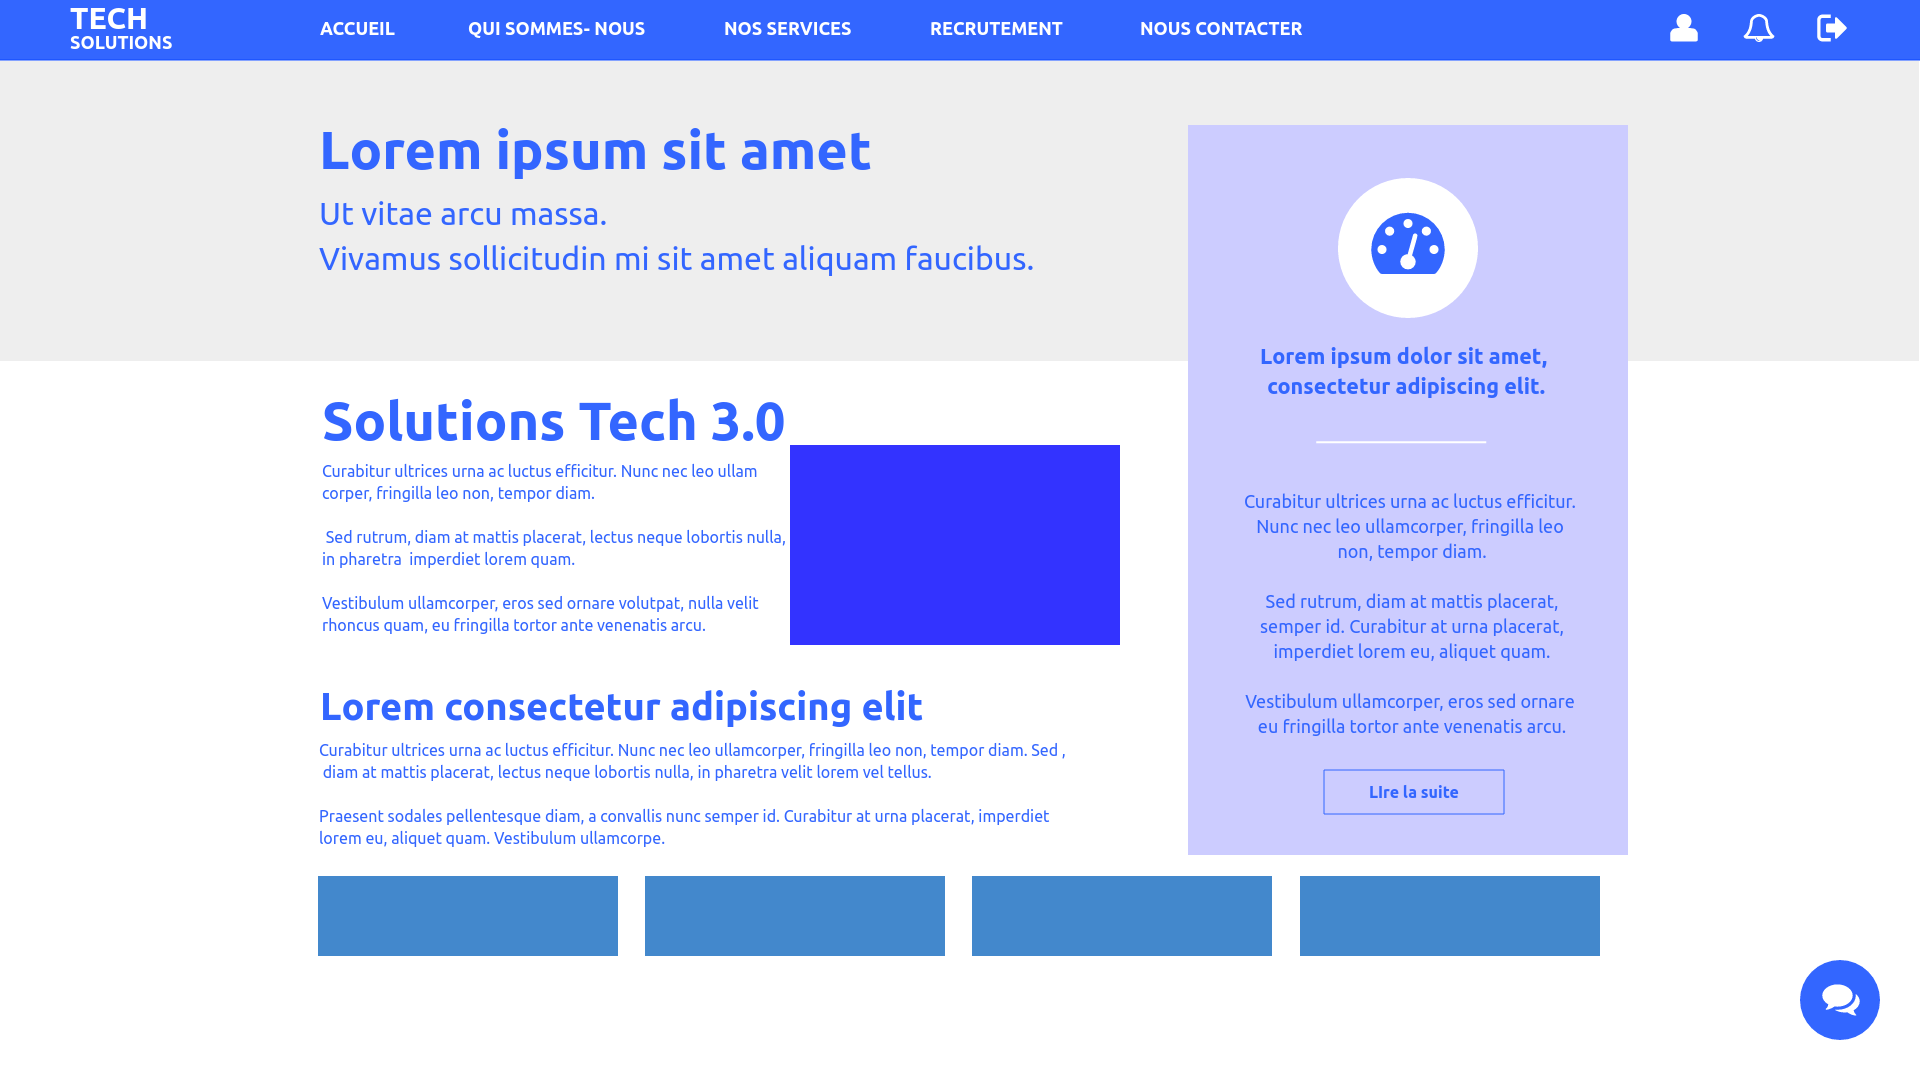 TECH
SOLUTIONS
ACCUEIL
QUI SOMMES- NOUS
NOS SERVICES
RECRUTEMENT
NOUS CONTACTER
Lorem ipsum sit amet
Ut vitae arcu massa.
Vivamus sollicitudin mi sit amet aliquam faucibus.
Solutions Tech 3.0
Curabitur ultrices urna ac luctus efficitur. Nunc nec leo ullam
corper, fringilla leo non, tempor diam.
Sed rutrum, diam at mattis placerat, lectus neque lobortis nulla,
in pharetra  imperdiet lorem quam.
Vestibulum ullamcorper, eros sed ornare volutpat, nulla velit
rhoncus quam, eu fringilla tortor ante venenatis arcu.
Lorem consectetur adipiscing elit
Curabitur ultrices urna ac luctus efficitur. Nunc nec leo ullamcorper, fringilla leo non, tempor diam. Sed ,
diam at mattis placerat, lectus neque lobortis nulla, in pharetra velit lorem vel tellus.
Praesent sodales pellentesque diam, a convallis nunc semper id. Curabitur at urna placerat, imperdiet
lorem eu, aliquet quam. Vestibulum ullamcorpe.
Lorem ipsum dolor sit amet,
consectetur adipiscing elit.
Curabitur ultrices urna ac luctus efficitur.
Nunc nec leo ullamcorper, fringilla leo
non, tempor diam.
Sed rutrum, diam at mattis placerat,
semper id. Curabitur at urna placerat,
imperdiet lorem eu, aliquet quam.
Vestibulum ullamcorper, eros sed ornare
eu fringilla tortor ante venenatis arcu.
LIre la suite